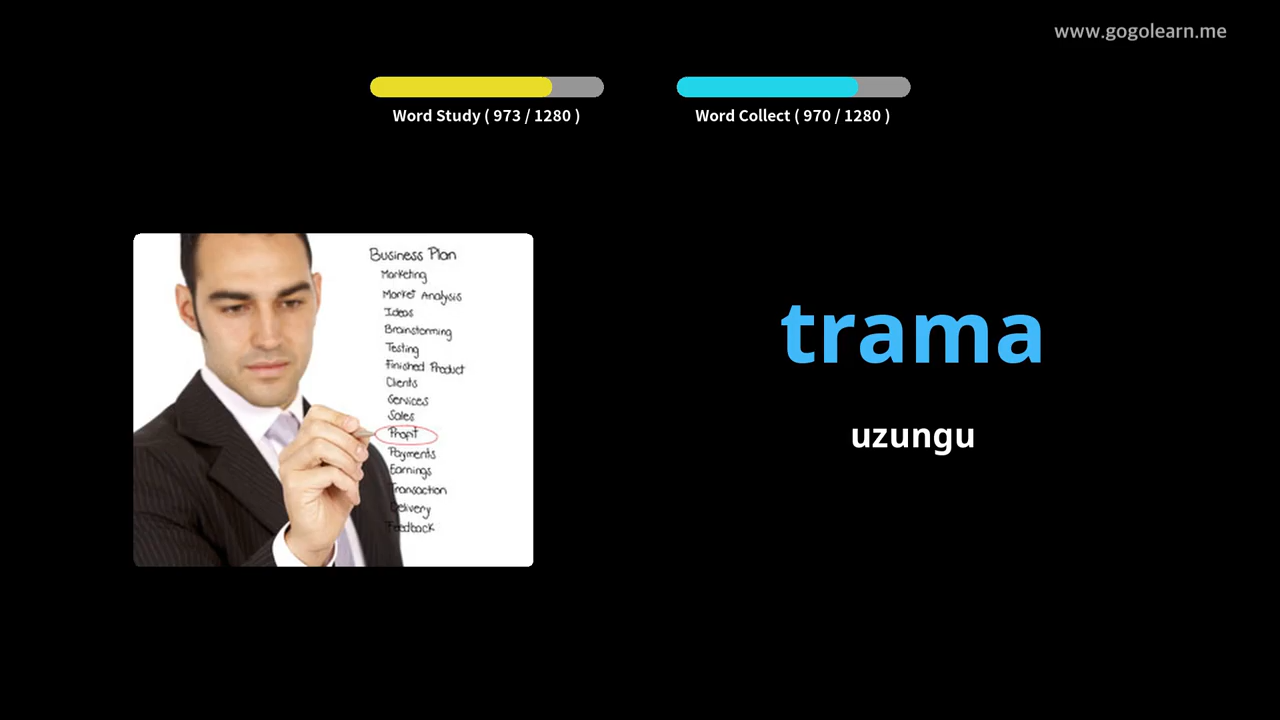 www.gogolearn.me
Word Study ( 973 / 1280 )
Word Collect ( 970 / 1280 )
Business Plan
Marketing
Market Analysis
Ideas
Brainstorming
Testing
Finished Product
Clients
Services
Sales
Profit
Payments
Earnings
Transaction
Delivery
Feedback
trama
uzungu